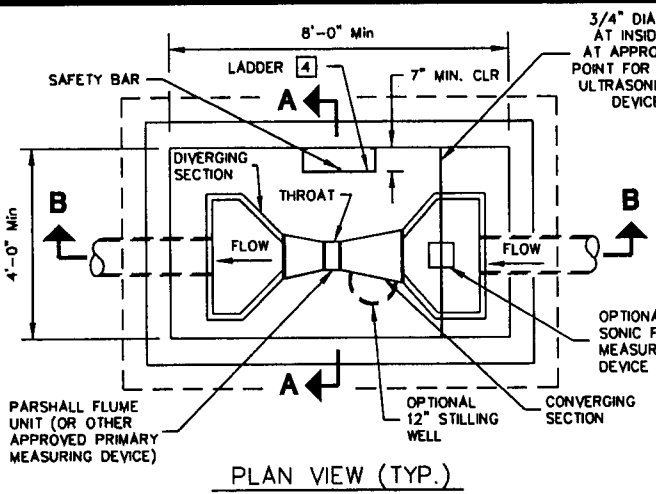 3/4" DIA
8'-0" Min
AT INSID
AT APPRO
POINT FOR
ULTRASONI
DEVICE
SAFETY BAR
LADDER 4
7" MIN. CLR
A
DIVERGING
SECTION
THROAT
B
B
4'-0" Min
FLOW
FLOW
OPTIONA
SONIC F
MEASUR
DEVICE
A
PARSHALL FLUME
UNIT (OR OTHER
APPROVED PRIMARY
MEASURING DEVICE)
OPTIONAL
12" STILLING
WELL
CONVERGING
SECTION
PLAN VIEW (TYP.)